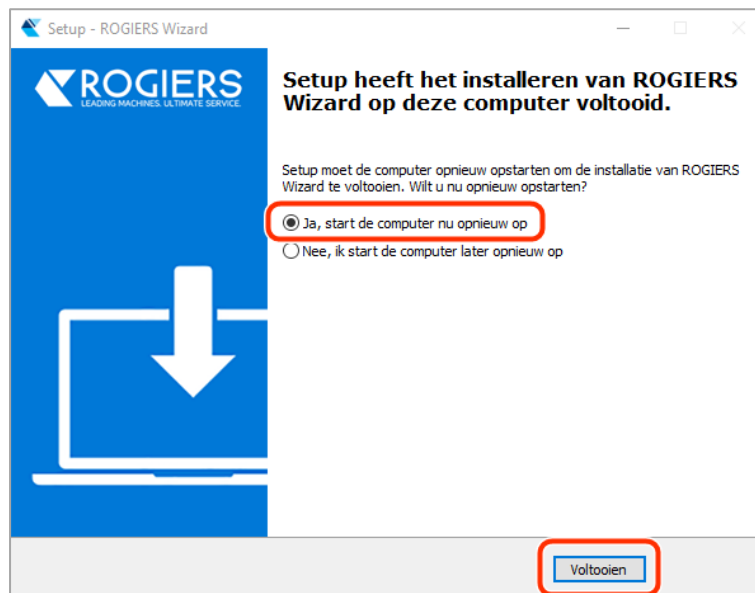 Setup - ROGIERS Wizard
ROGIERS
LEADING MACHINES. ULTIMATE SERVICE.
Setup heeft het installeren van ROGIERS
Wizard op deze computer voltooid.
Setup moet de computer opnieuw opstarten om de installatie van ROGIERS
Wizard te voltooien. Wilt u nu opnieuw opstarten?
Ja, start de computer nu opnieuw op
Nee, ik start de computer later opnieuw op
Voltooien